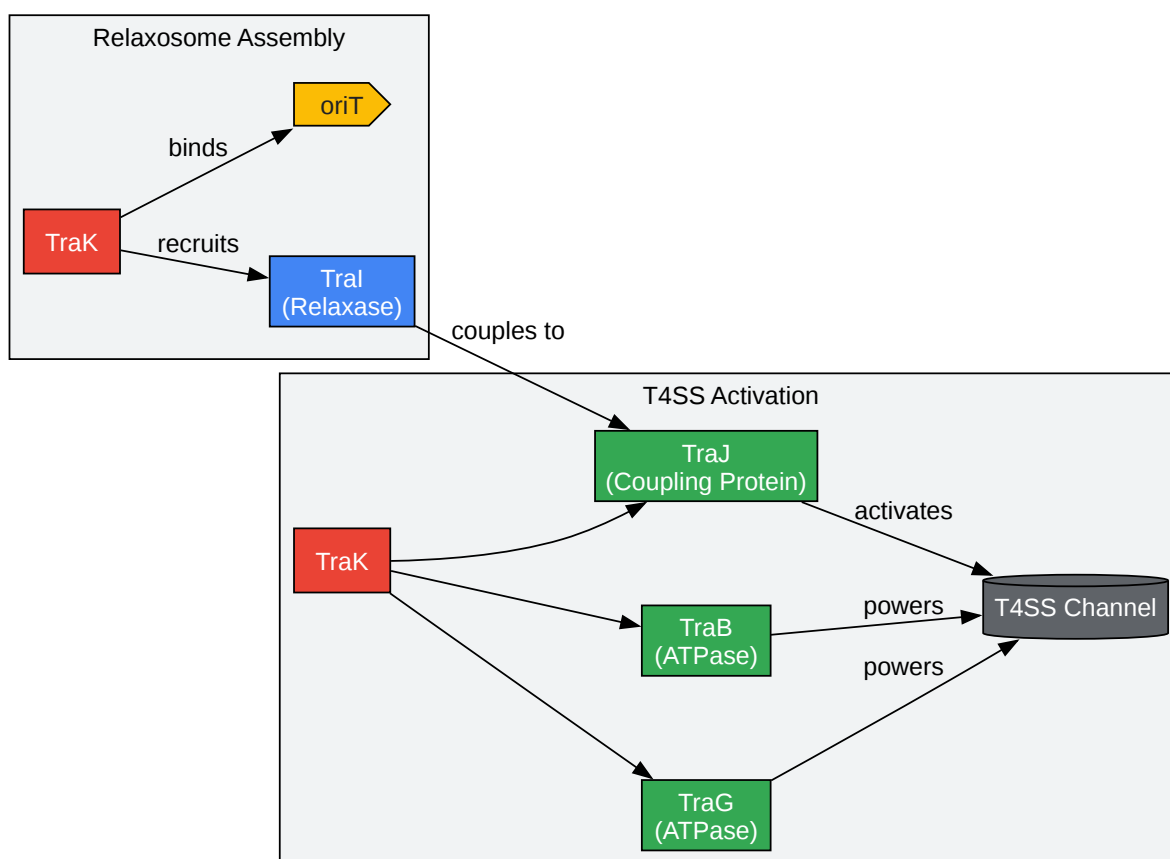 Relaxosome Assembly
oriT
binds
TraK
recruits
TraI
(Relaxase)
couples to
T4SS Activation
TraJ
(Coupling Protein)
activates
TraK
T4SS Channel
powers
TraB
(ATPase)
powers
TraG
(ATPase)